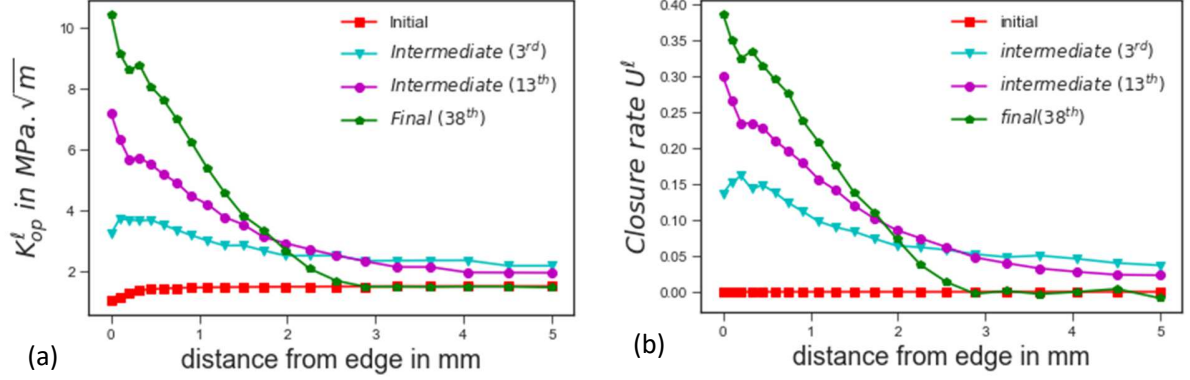 10
8
6
4
2
K^ℓ_op in MPa.√m
Initial
Intermediate (3^rd)
Intermediate (13^th)
Final (38^th)
0 1 2 3 4 5
distance from edge in mm
(a)
0.40
0.35
0.30
0.25
0.20
0.15
0.10
0.05
0.00
Closure rate U^ℓ
initial
intermediate (3^rd)
intermediate (13^th)
final(38^th)
0 1 2 3 4 5
distance from edge in mm
(b)